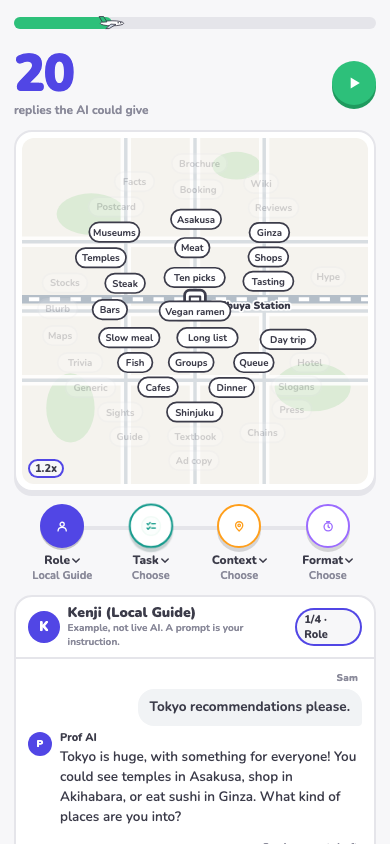 20
replies the AI could give
Brochure
Facts
Booking
Wiki
Postcard
Reviews
Asakusa
Museums
Ginza
Meat
Temples
Shops
Ten picks
Hype
Stocks
Steak
Tasting
Blurb
Bars
Vegan ramen
buya Station
Maps
Slow meal
Long list
Day trip
Trivia
Fish
Groups
Queue
Hotel
Generic
Cafes
Dinner
Slogans
Sights
Shinjuku
Press
Guide
Textbook
Chains
Ad copy
1.2x
Role
Task
Context
Format
Local Guide
Choose
Choose
Choose
K
Kenji (Local Guide)
Example, not live AI. A prompt is your
instruction.
1/4 ·
Role
Sam
Tokyo recommendations please.
P
Prof AI
Tokyo is huge, with something for everyone! You
could see temples in Asakusa, shop in
Akihabara, or eat sushi in Ginza. What kind of
places are you into?